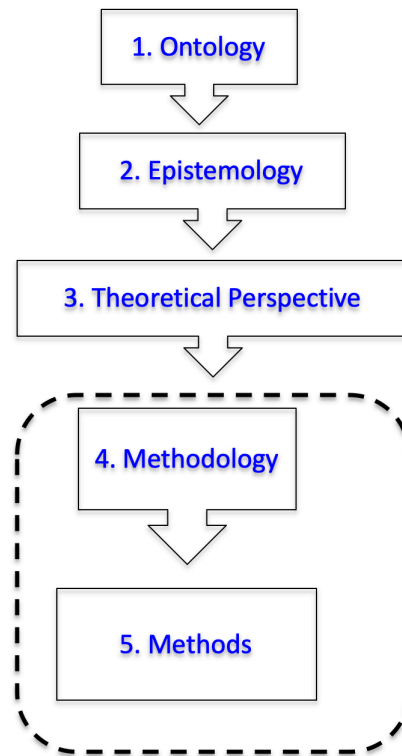 1. Ontology
2. Epistemology
3. Theoretical Perspective
4. Methodology
5. Methods